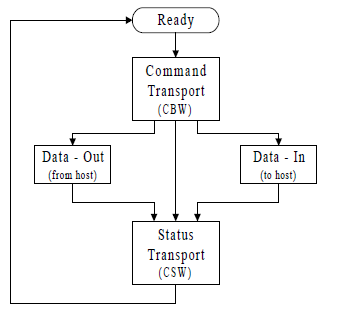 Ready
Command
Transport
(CBW)
Data - Out
(from host)
Data - In
(to host)
Status
Transport
(CSW)